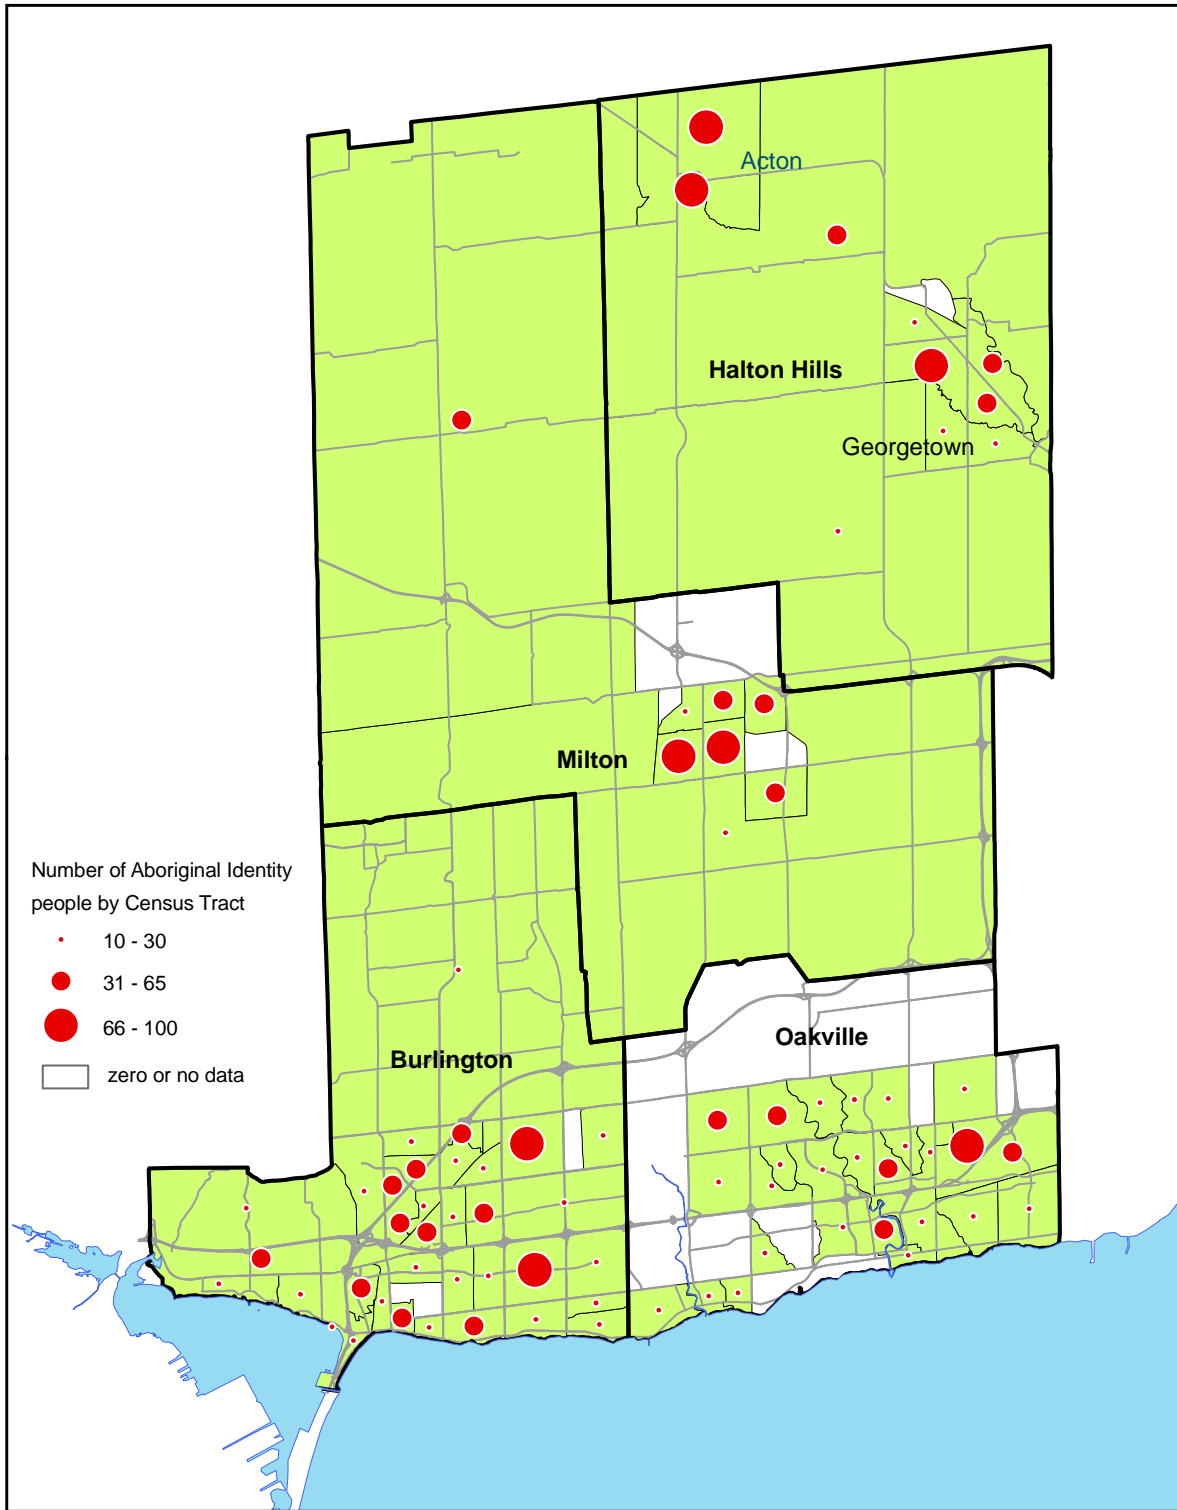 Acton
Halton Hills
Georgetown
Milton
Number of Aboriginal Identity
people by Census Tract
10 - 30
31 - 65
66 - 100
zero or no data
Oakville
Burlington